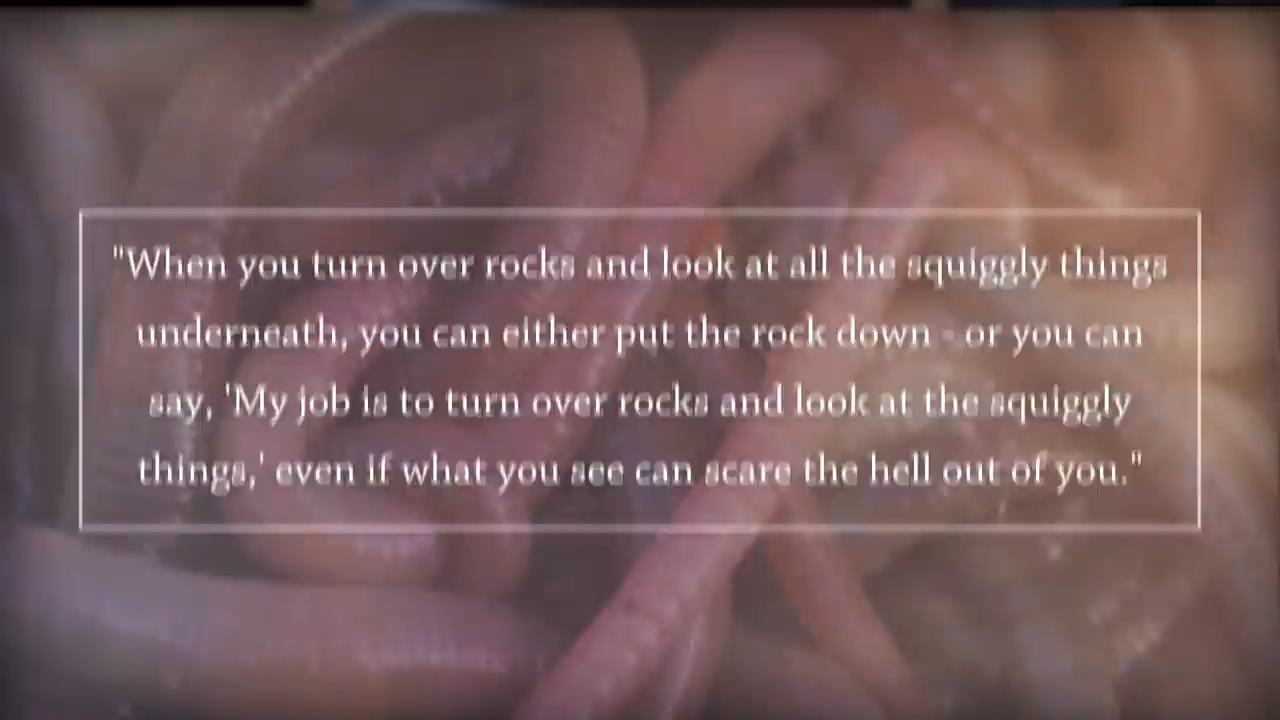 "When you turn over rocks and look at all the squiggly things
underneath, you can either put the rock down - or you can
say, 'My job is to turn over rocks and look at the squiggly
things,' even if what you see can scare the hell out of you."